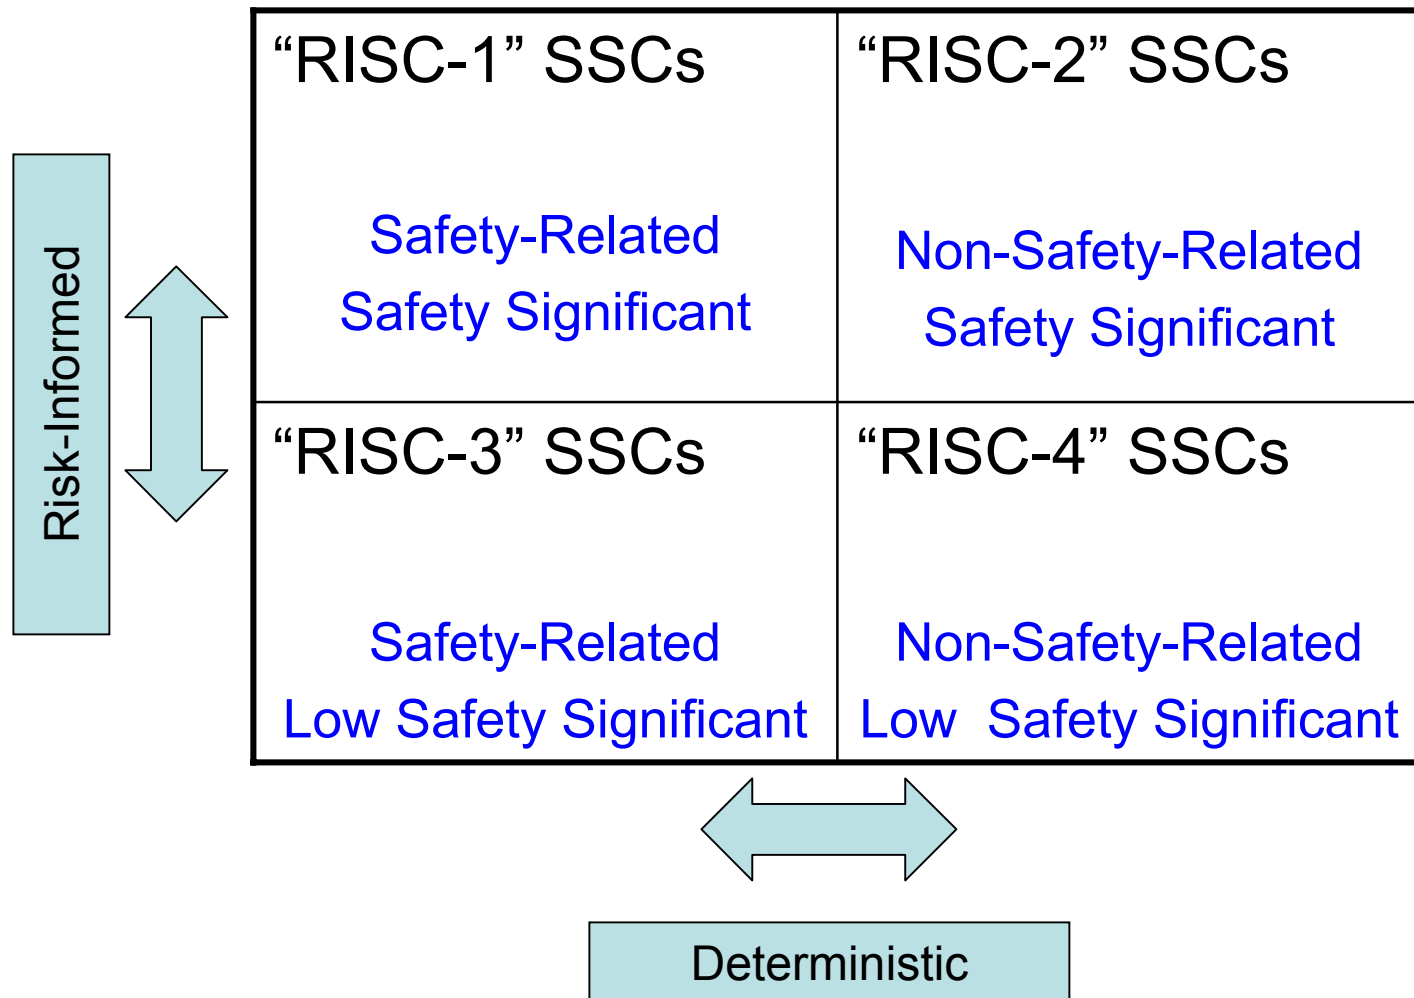 “RISC-1” SSCs
Safety-Related
Safety Significant
“RISC-2” SSCs
Non-Safety-Related
Safety Significant
Risk-Informed
“RISC-3” SSCs
Safety-Related
Low Safety Significant
“RISC-4” SSCs
Non-Safety-Related
Low  Safety Significant
Deterministic